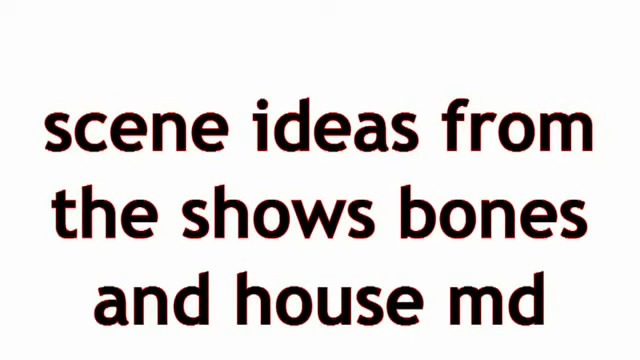 scene ideas from
the shows bones
and house md